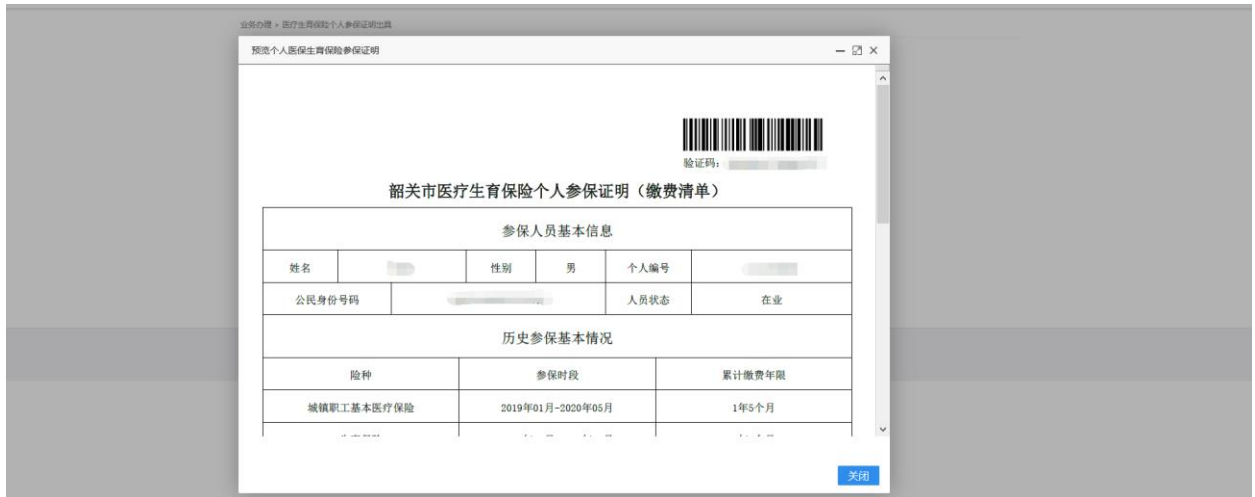 业务办理 > 医疗生育保险个人参保证明出具
预览个人医保生育保险参保证明
验证码：
韶关市医疗生育保险个人参保证明（缴费清单）
参保人员基本信息
姓名 性别 男 个人编号
公民身份号码 人员状态 在业
历史参保基本情况
险种 参保时段 累计缴费年限
城镇职工基本医疗保险 2019年01月-2020年05月 1年5个月
关闭